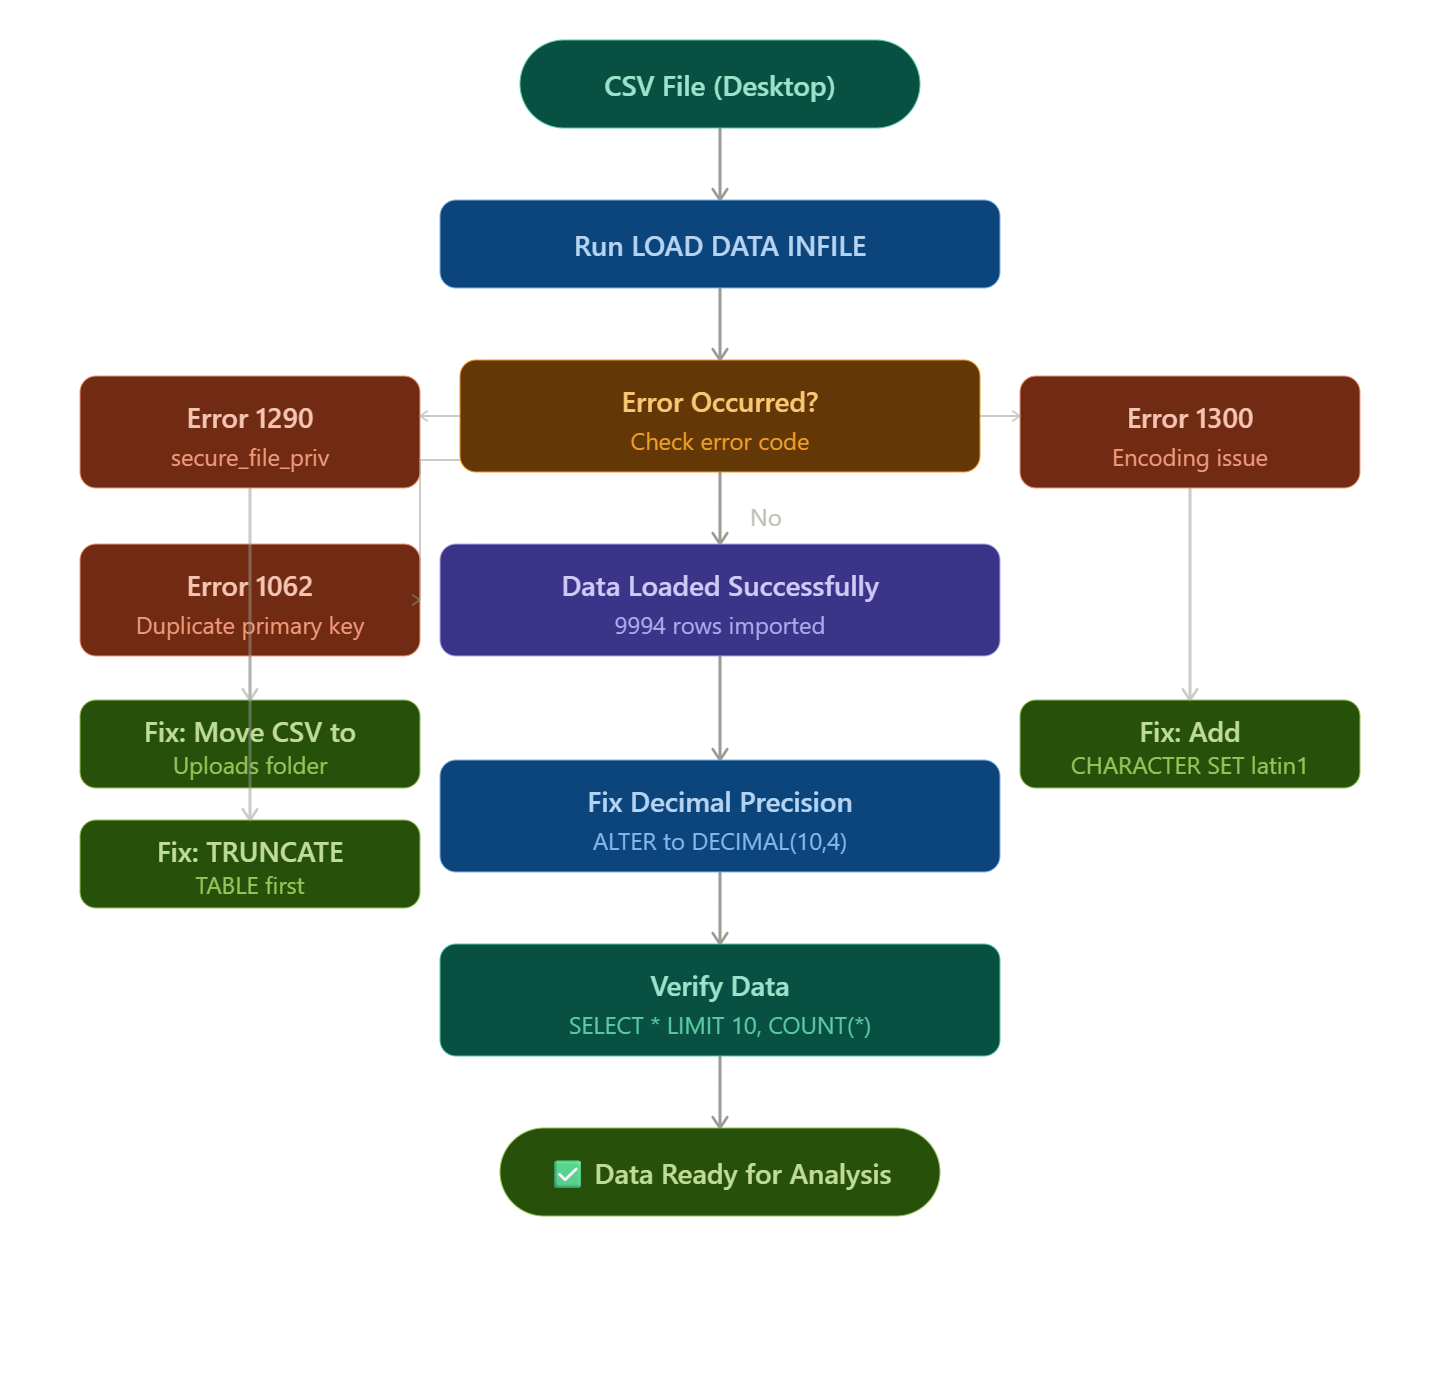 CSV File (Desktop)
Run LOAD DATA INFILE
Error Occurred?
Check error code
Error 1290
secure_file_priv
Error 1300
Encoding issue
No
Error 1062
Duplicate primary key
Data Loaded Successfully
9994 rows imported
Fix: Move CSV to
Uploads folder
Fix: Add
CHARACTER SET latin1
Fix: TRUNCATE
TABLE first
Fix Decimal Precision
ALTER to DECIMAL(10,4)
Verify Data
SELECT * LIMIT 10, COUNT(*)
✅ Data Ready for Analysis